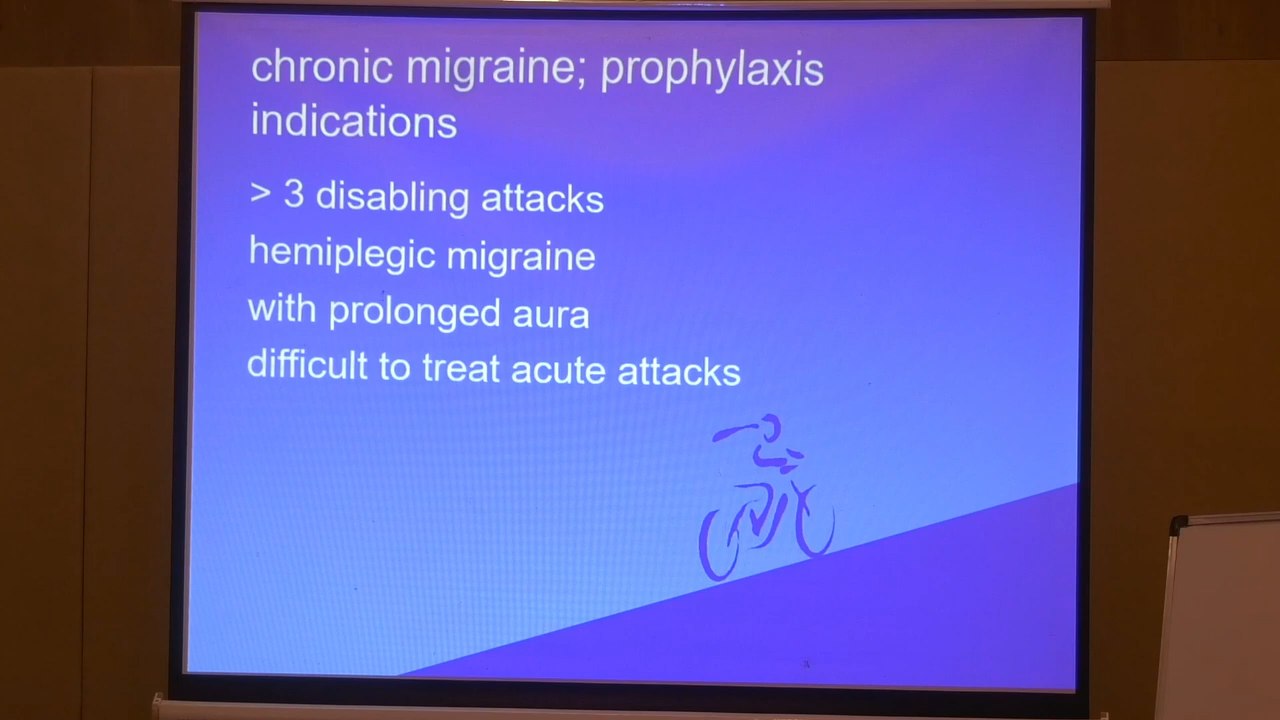 chronic migraine; prophylaxis
indications
> 3 disabling attacks
hemiplegic migraine
with prolonged aura
difficult to treat acute attacks